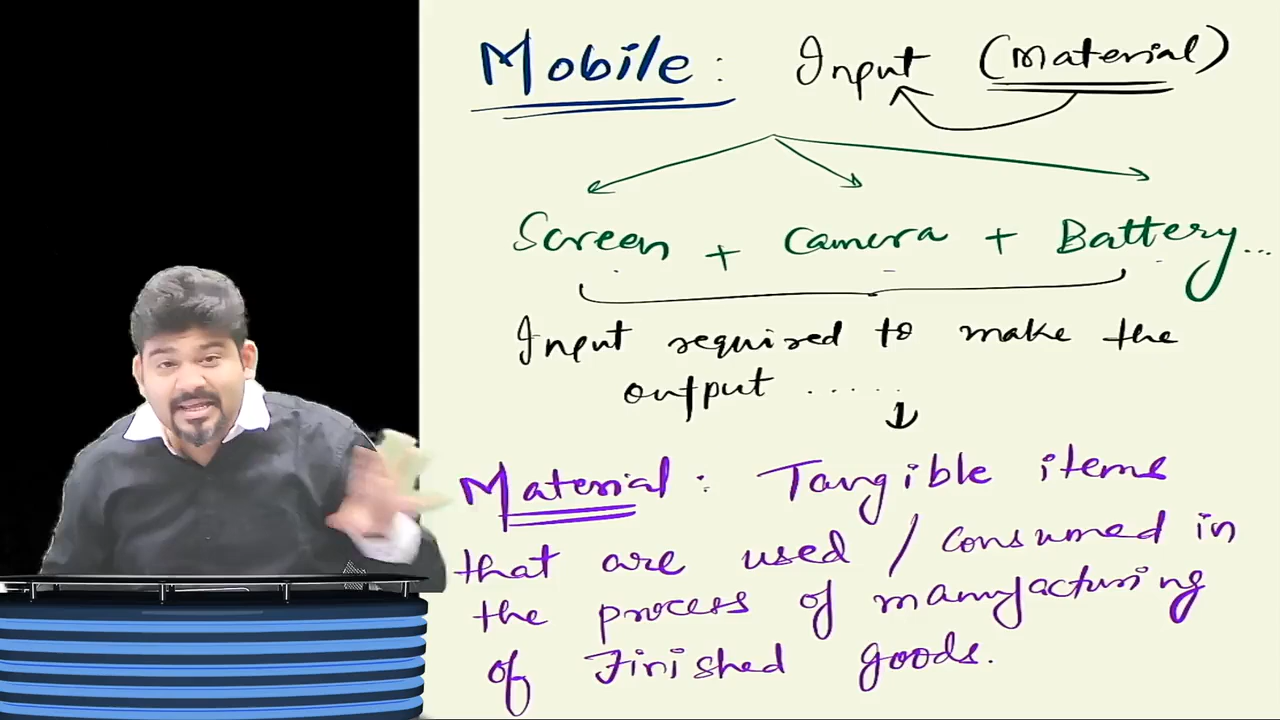 Mobile: Input (Material)
Screen + Camera + Battery...
Input required to make the
output .....
Material: Tangible items
that are used / consumed in
the process of manufacturing
of Finished goods.